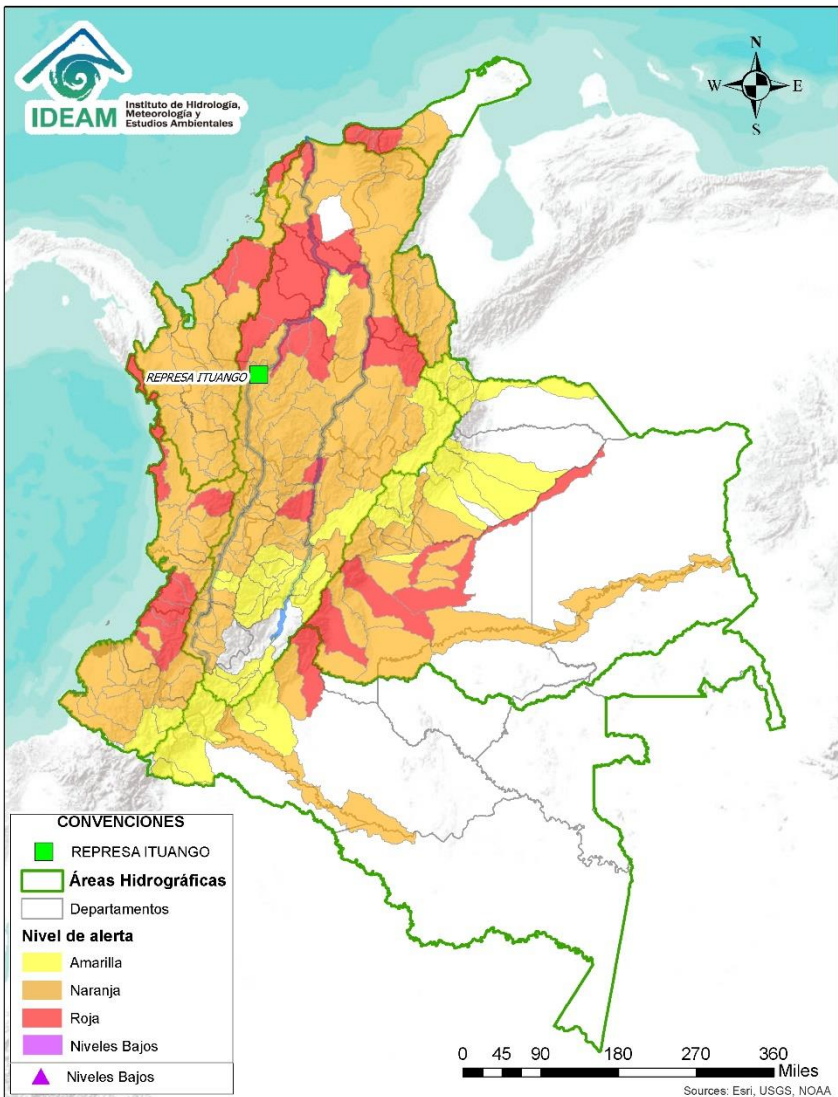 IDEAM
Instituto de Hidrología,
Meteorología y
Estudios Ambientales
N
W
E
S
REPRESA ITUANGO
CONVENCIONES
REPRESA ITUANGO
Áreas Hidrográficas
Departamentos
Nivel de alerta
Amarilla
Naranja
Roja
Niveles Bajos
Niveles Bajos
0 45 90 180 270 360
Miles
Sources: Esri, USGS, NOAA